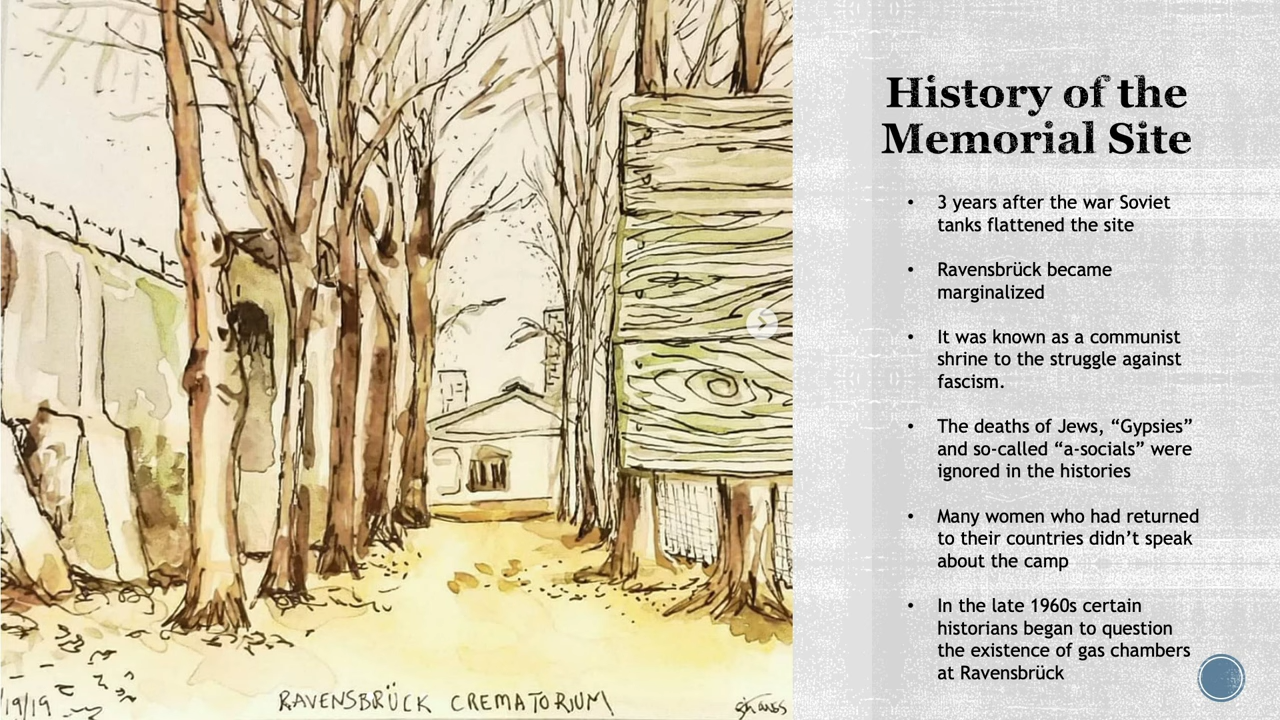 History of the
Memorial Site
• 3 years after the war Soviet
tanks flattened the site
• Ravensbrück became
marginalized
• It was known as a communist
shrine to the struggle against
fascism.
• The deaths of Jews, “Gypsies”
and so-called “a-socials” were
ignored in the histories
• Many women who had returned
to their countries didn’t speak
about the camp
• In the late 1960s certain
historians began to question
the existence of gas chambers
at Ravensbrück
/19/19
RAVENSBRÜCK CREMATORIUM